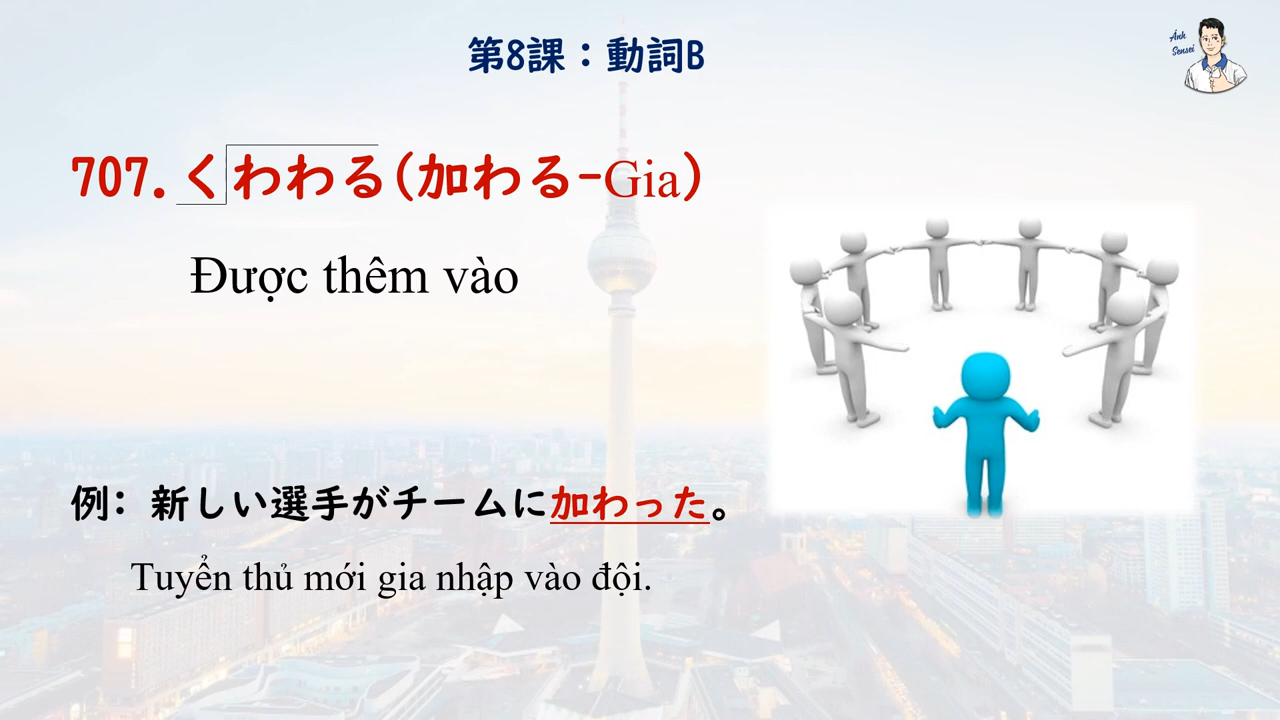 第8課：動詞B
Ánh
Sensei
707.くわわる(加わる-Gia)
Được thêm vào
例: 新しい選手がチームに加わった。
Tuyển thủ mới gia nhập vào đội.